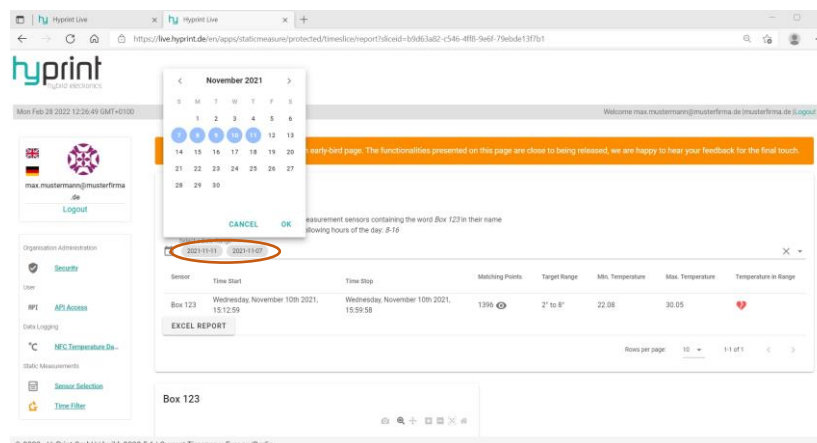 Hyprint Live
Hyprint Live
https://live.hyprint.de/en/apps/staticmeasure/protected/timeslice/report?sliceid=b9d63a82-c546-4ff8-9e6f-79ebde13f7b1
hyprint
hybrid electronics
Mon Feb 28 2022 12:26:49 GMT+0100
Welcome max.mustermann@musterfirma.de |musterfirma.de |Logout
November 2021
S M T W T F S
1 2 3 4 5 6
7 8 9 10 11 12 13
14 15 16 17 18 19 20
21 22 23 24 25 26 27
28 29 30
CANCEL OK
early-bird page. The functionalities presented on this page are close to being released, we are happy to hear your feedback for the final touch.
max.mustermann@musterfirma
.de
Logout
measurement sensors containing the word Box 123 in their name
following hours of the day: 8-16
2021-11-11 2021-11-07
Organisation Administration
Security
User
API API Access
Data Logging
°C NFC Temperature Da...
Static Measurements
Sensor Selection
Time Filter
Sensor Time Start Time Stop Matching Points Target Range Min. Temperature Max. Temperature Temperature in Range
Box 123 Wednesday, November 10th 2021, 15:12:59 Wednesday, November 10th 2021, 15:59:58 1396 2° to 8° 22.08 30.05
EXCEL REPORT
Rows per page: 10 1-1 of 1
Box 123